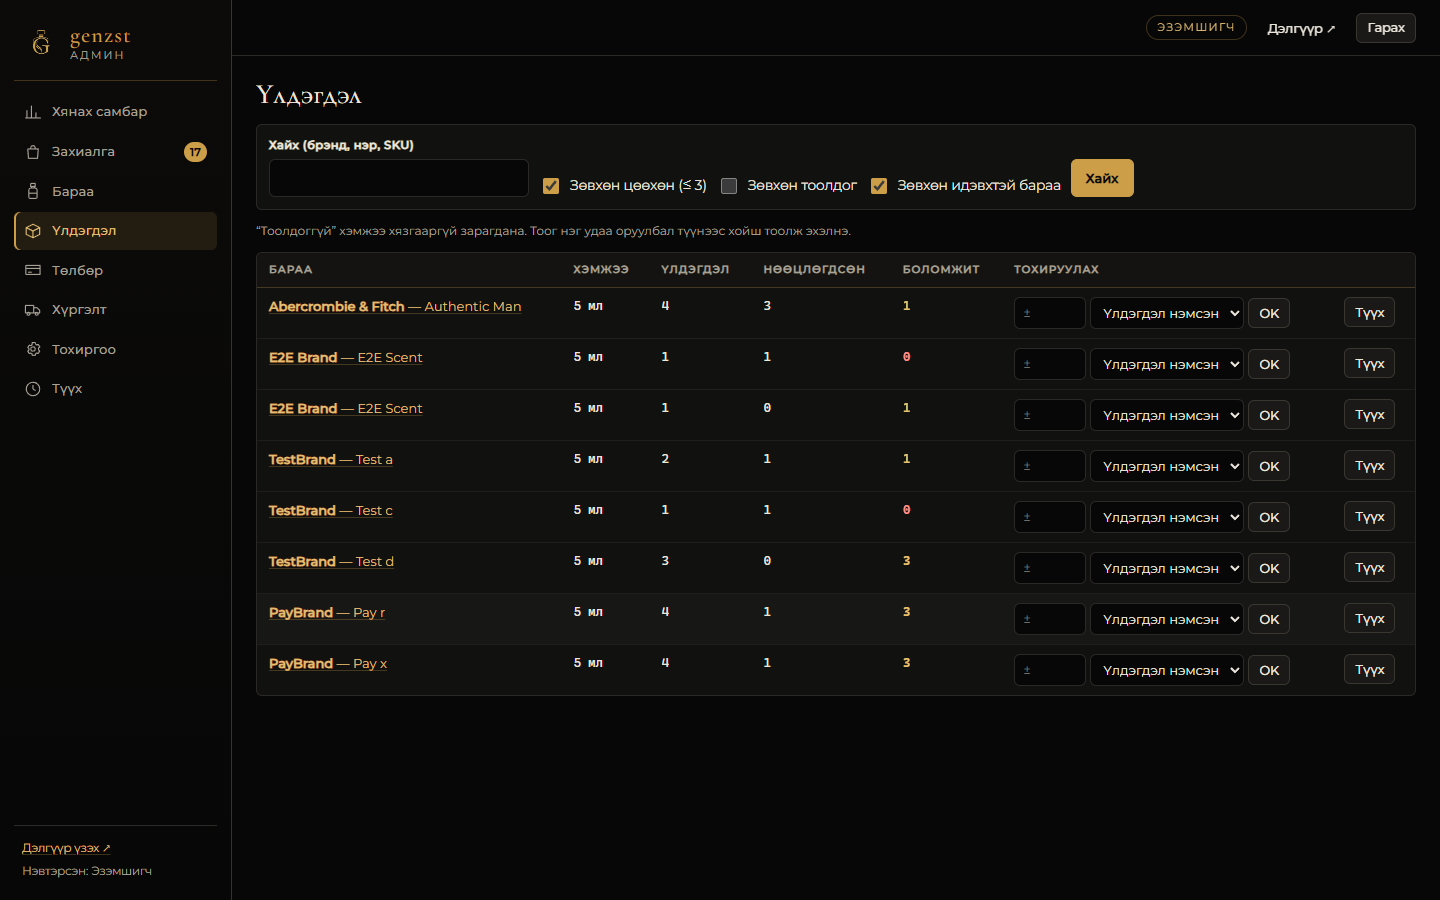 genzst
АДМИН
ЭЗЭМШИГЧ
Дэлгүүр ↗
Гарах
Хянах самбар
Захиалга
17
Бараа
Үлдэгдэл
Төлбөр
Хүргэлт
Тохиргоо
Түүх
Үлдэгдэл
Хайх (брэнд, нэр, SKU)
Зөвхөн цөөхөн (≤ 3)
Зөвхөн тоолдог
Зөвхөн идэвхтэй бараа
Хайх
“Тоолдоггүй” хэмжээ хязгааргүй зарагдана. Тоог нэг удаа оруулбал түүнээс хойш тоолж эхэлнэ.
БАРАА ХЭМЖЭЭ ҮЛДЭГДЭЛ НӨӨЦЛӨГДСӨН БОЛОМЖИТ ТОХИРУУЛАХ
Abercrombie & Fitch — Authentic Man 5 мл 4 3 1 ± Үлдэгдэл нэмсэн OK Түүх
E2E Brand — E2E Scent 5 мл 1 1 0 ± Үлдэгдэл нэмсэн OK Түүх
E2E Brand — E2E Scent 5 мл 1 0 1 ± Үлдэгдэл нэмсэн OK Түүх
TestBrand — Test a 5 мл 2 1 1 ± Үлдэгдэл нэмсэн OK Түүх
TestBrand — Test c 5 мл 1 1 0 ± Үлдэгдэл нэмсэн OK Түүх
TestBrand — Test d 5 мл 3 0 3 ± Үлдэгдэл нэмсэн OK Түүх
PayBrand — Pay r 5 мл 4 1 3 ± Үлдэгдэл нэмсэн OK Түүх
PayBrand — Pay x 5 мл 4 1 3 ± Үлдэгдэл нэмсэн OK Түүх
Дэлгүүр үзэх ↗
Нэвтэрсэн: Эзэмшигч